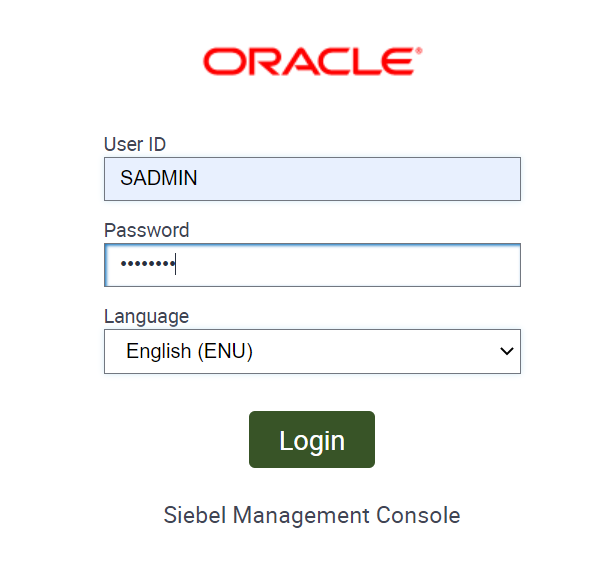 ORACLE®
User ID
SADMIN
Password
••••••••
Language
English (ENU)
Login
Siebel Management Console